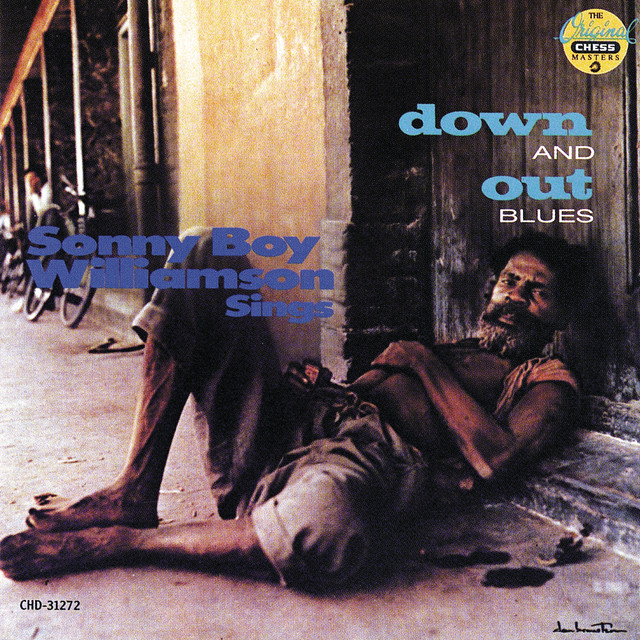 THE
Original
CHESS
MASTERS
down
AND
out
BLUES
Sonny Boy
Williamson
Sings
CHD-31272